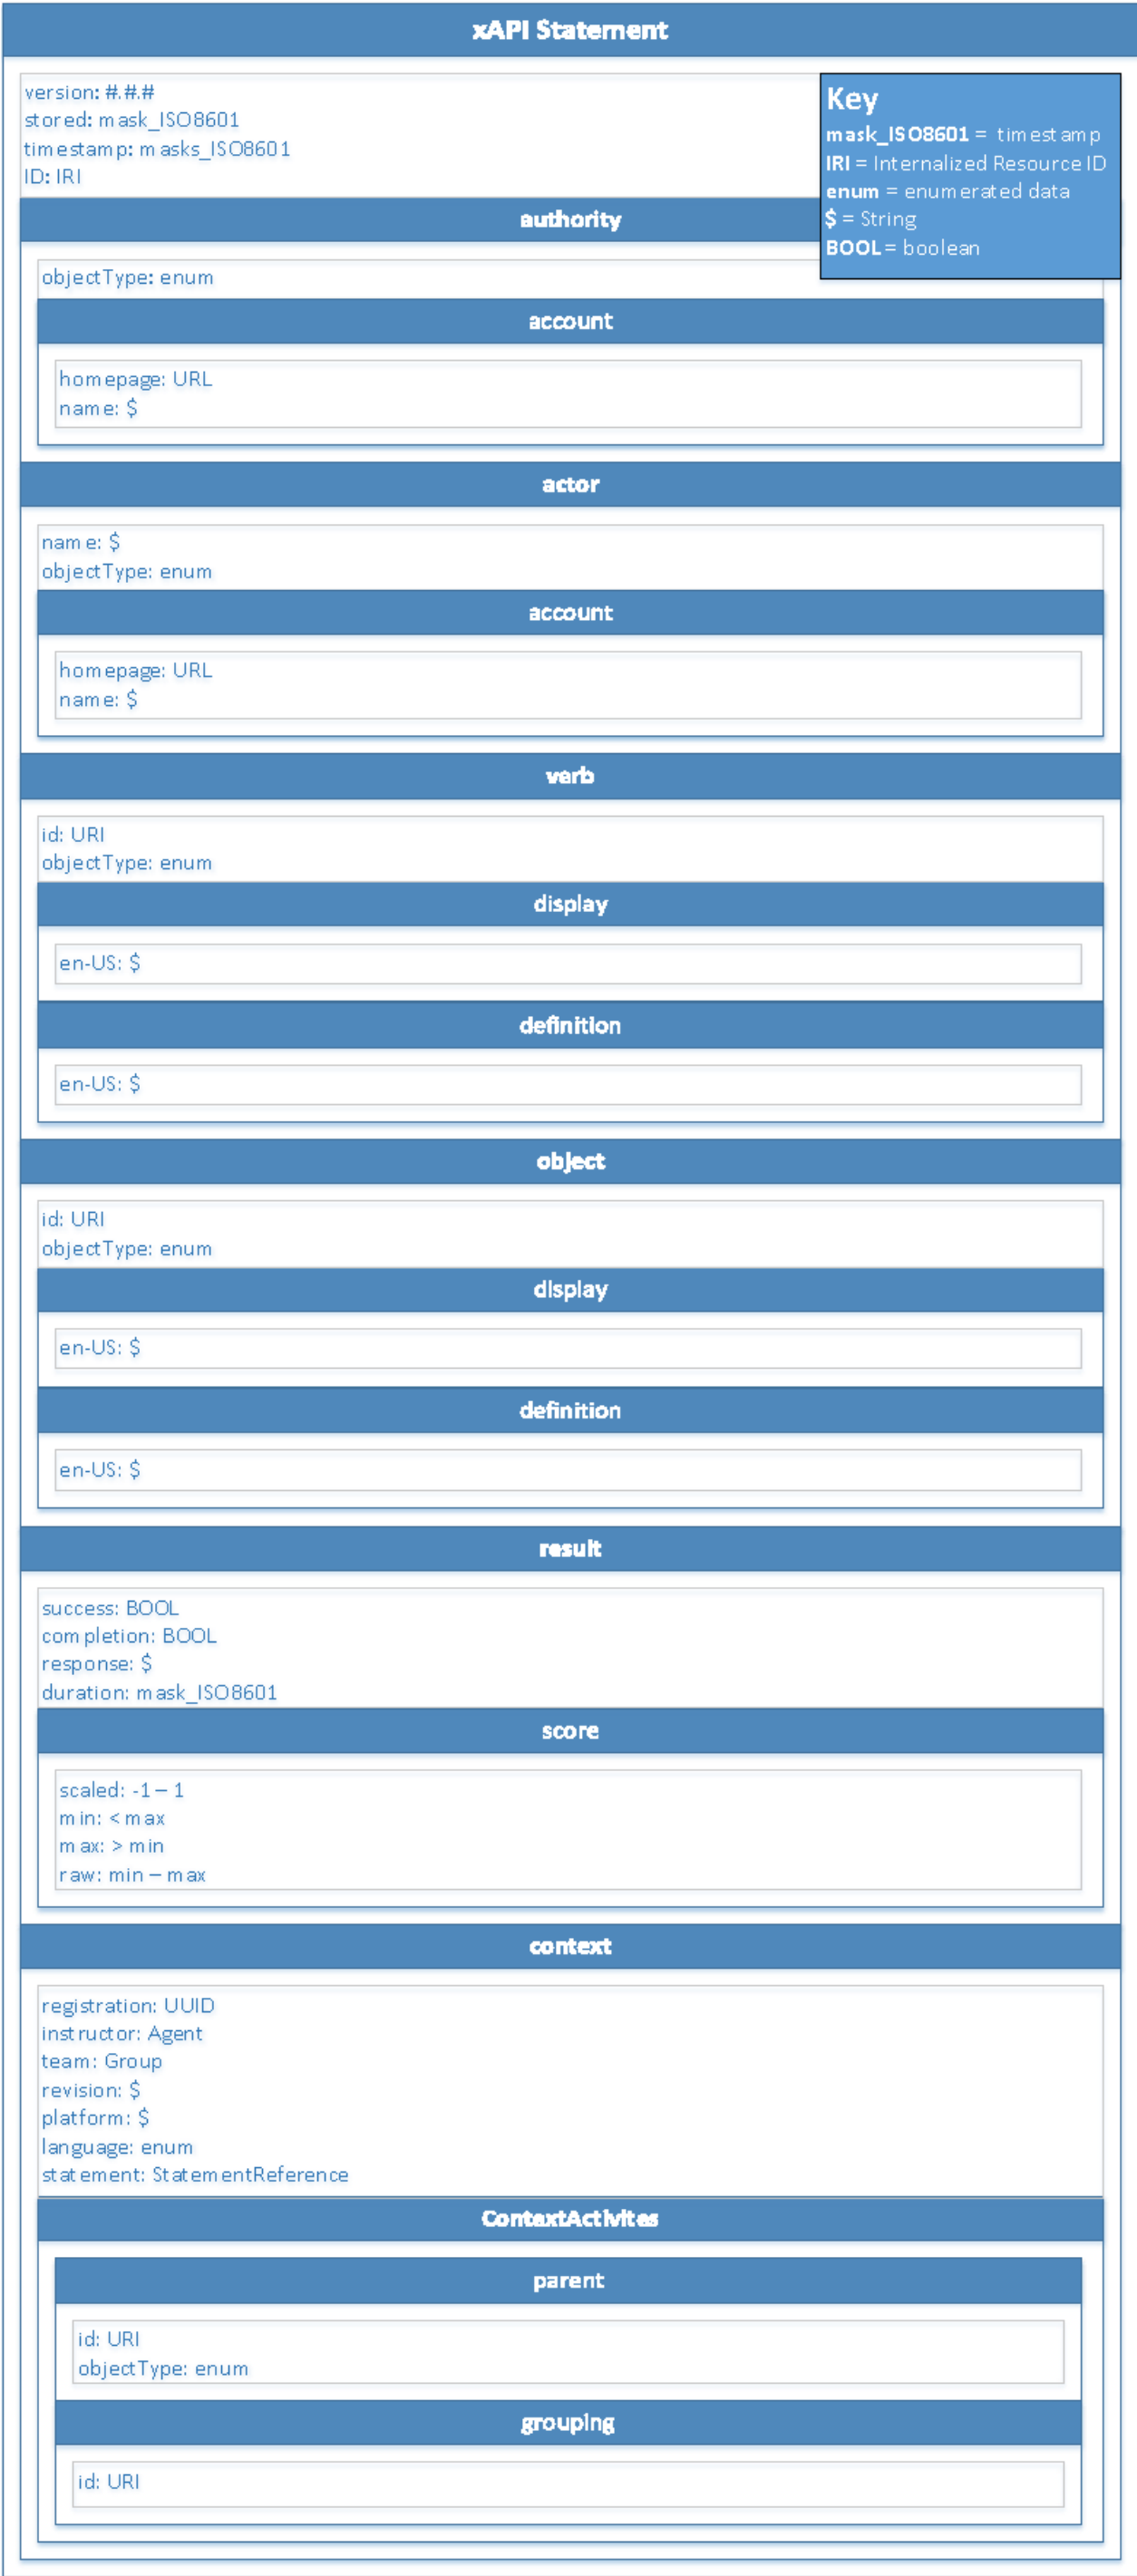 xAPI Statement
version: #.#.#
stored: mask_ISO8601
timestamp: masks_ISO8601
ID: IRI
Key
mask_ISO8601 = timestamp
IRI = Internalized Resource ID
enum = enumerated data
$ = String
BOOL = boolean
authority
objectType: enum
account
homepage: URL
name: $
actor
name: $
objectType: enum
account
homepage: URL
name: $
verb
id: URI
objectType: enum
display
en-US: $
definition
en-US: $
object
id: URI
objectType: enum
display
en-US: $
definition
en-US: $
result
success: BOOL
completion: BOOL
response: $
duration: mask_ISO8601
score
scaled: -1 – 1
min: < max
max: > min
raw: min – max
context
registration: UUID
instructor: Agent
team: Group
revision: $
platform: $
language: enum
statement: StatementReference
ContextActivites
parent
id: URI
objectType: enum
grouping
id: URI